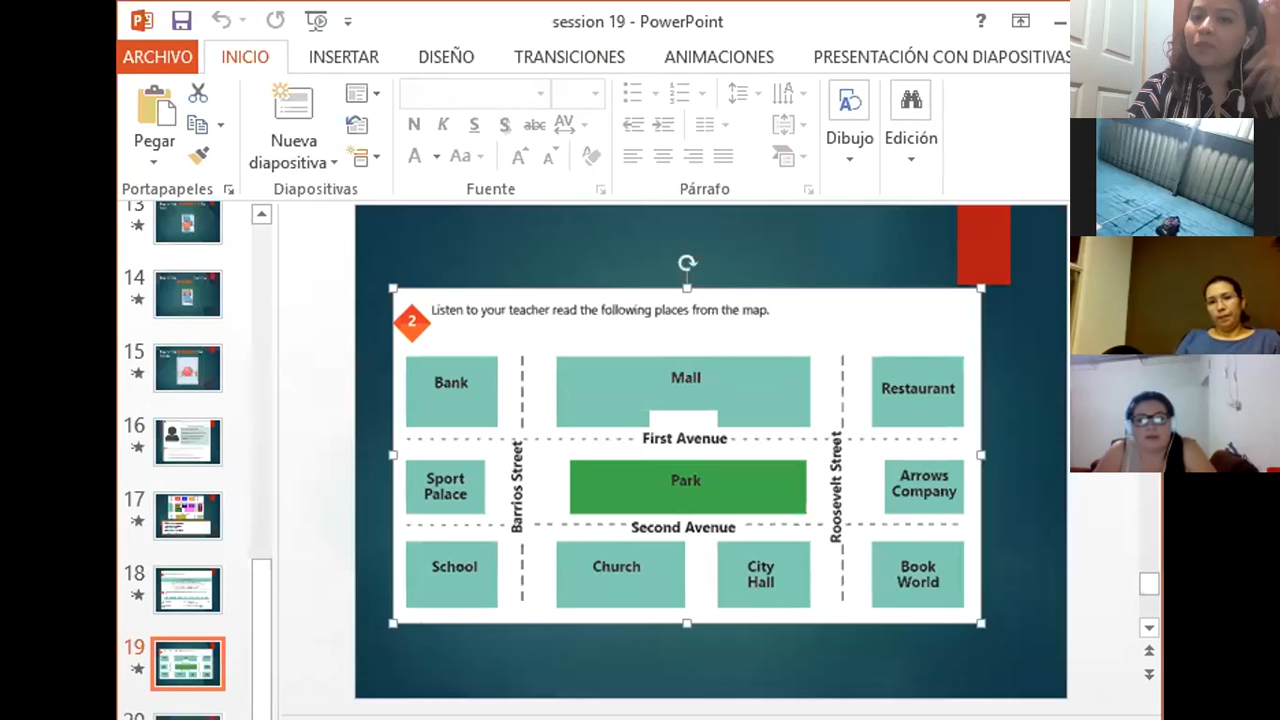 session 19 - PowerPoint
?
ARCHIVO INICIO INSERTAR DISEÑO TRANSICIONES ANIMACIONES PRESENTACIÓN CON DIAPOSITIVAS
Pegar
Nueva
diapositiva
N K S S abc AV
A Aa A A
Dibujo
Edición
Portapapeles
Diapositivas
Fuente
Párrafo
13
14
15
16
17
18
19
20
2
Listen to your teacher read the following places from the map.
Bank
Mall
Restaurant
First Avenue
Barrios Street
Roosevelt Street
Sport
Palace
Park
Arrows
Company
Second Avenue
School
Church
City
Hall
Book
World